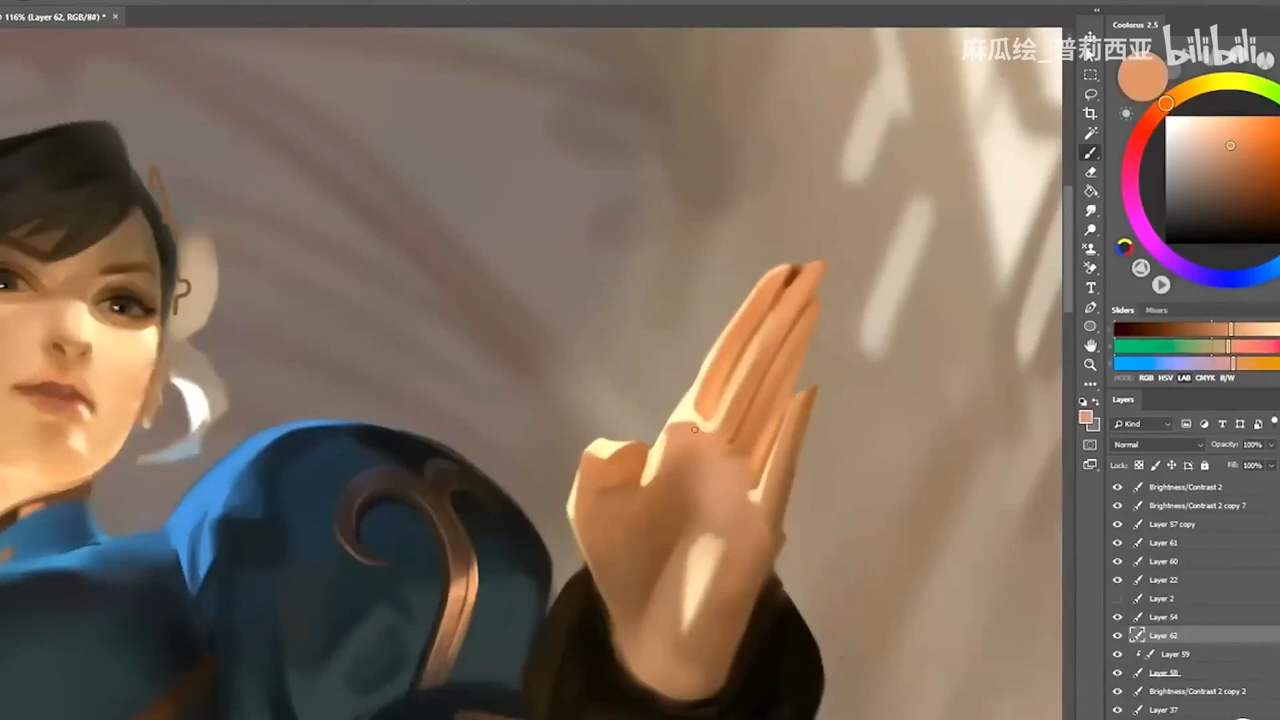 116% (Layer 62, RGB/8#) *
Coolorus 2.5
麻瓜绘_普莉西亚 bilibili
Sliders Mixers
MODE: RGB HSV LAB CMYK B/W
Layers
Kind
Normal Opacity: 100%
Lock: Fill: 100%
Brightness/Contrast 2
Brightness/Contrast 2 copy 7
Layer 57 copy
Layer 61
Layer 60
Layer 22
Layer 2
Layer 54
Layer 62
Layer 59
Layer 58
Brightness/Contrast 2 copy 2
Layer 37